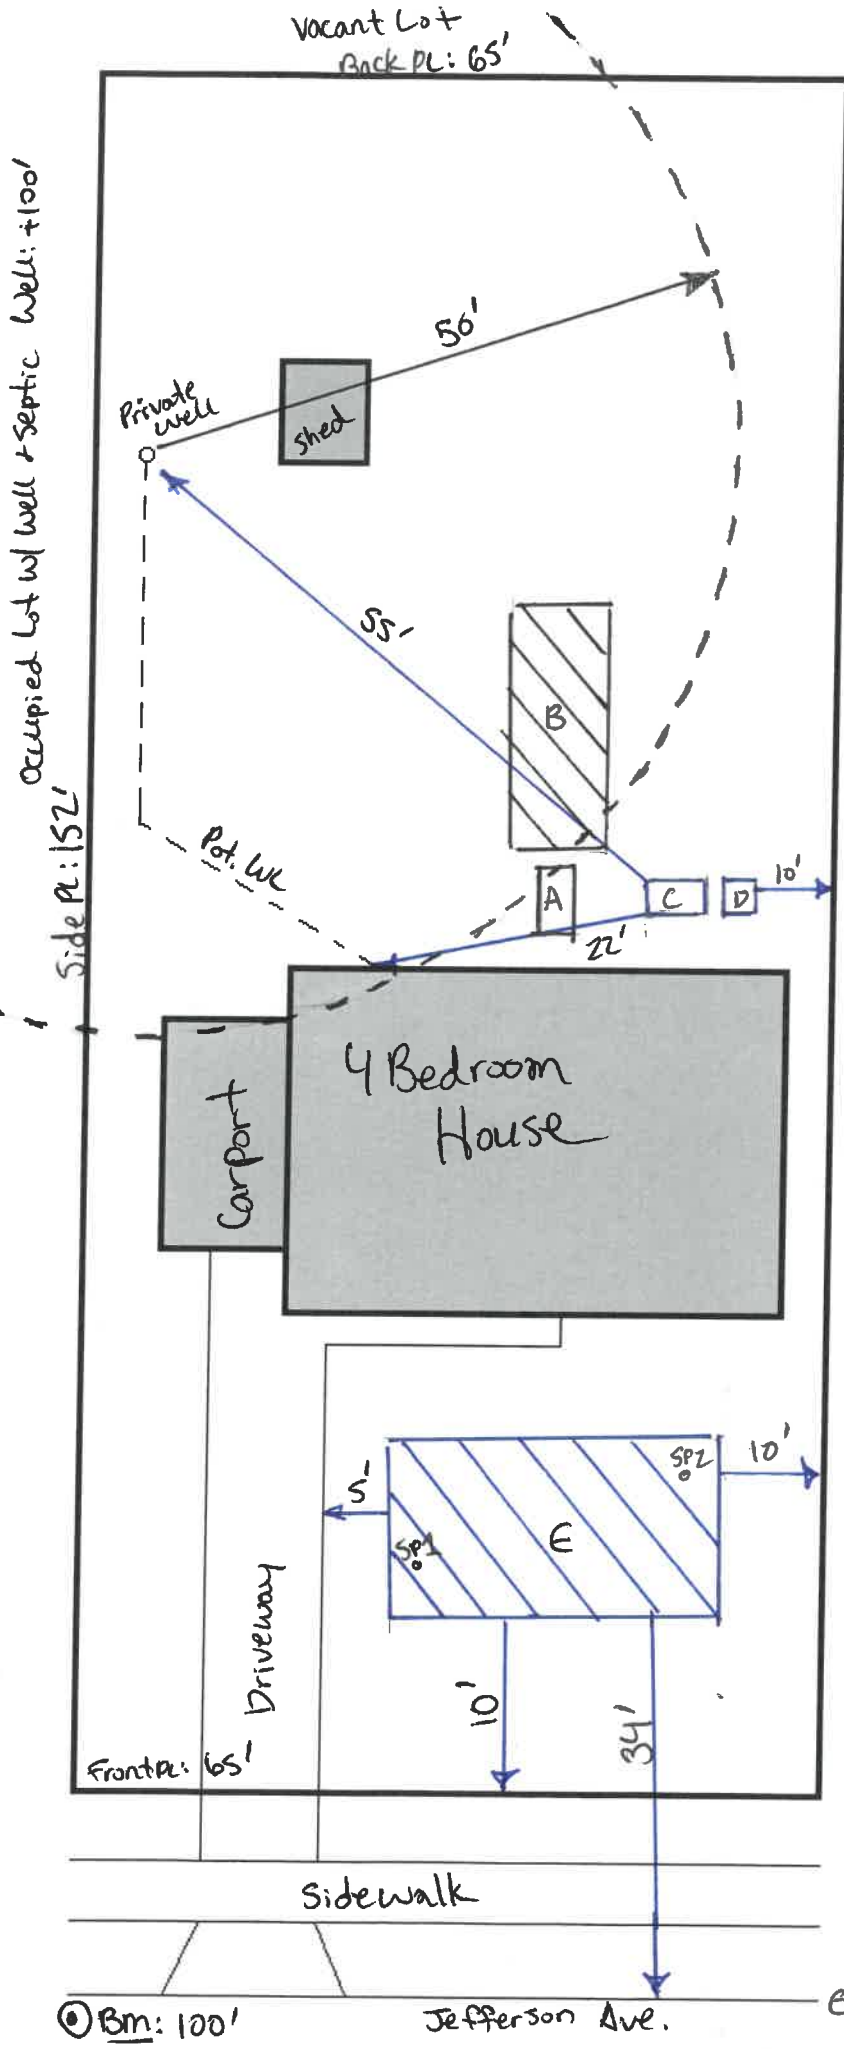 Vacant Lot
Back PL: 65'
Occupied Lot w/ well & Septic Well: +100'
50'
Private
well
shed
55'
B
Side PL: 152'
Pot. WL
A
C
D
10'
22'
4 Bedroom
House
Carport
SP2
10'
5'
E
SP1
Driveway
10'
34'
Front PL: 65'
Sidewalk
BM: 100'
Jefferson Ave.